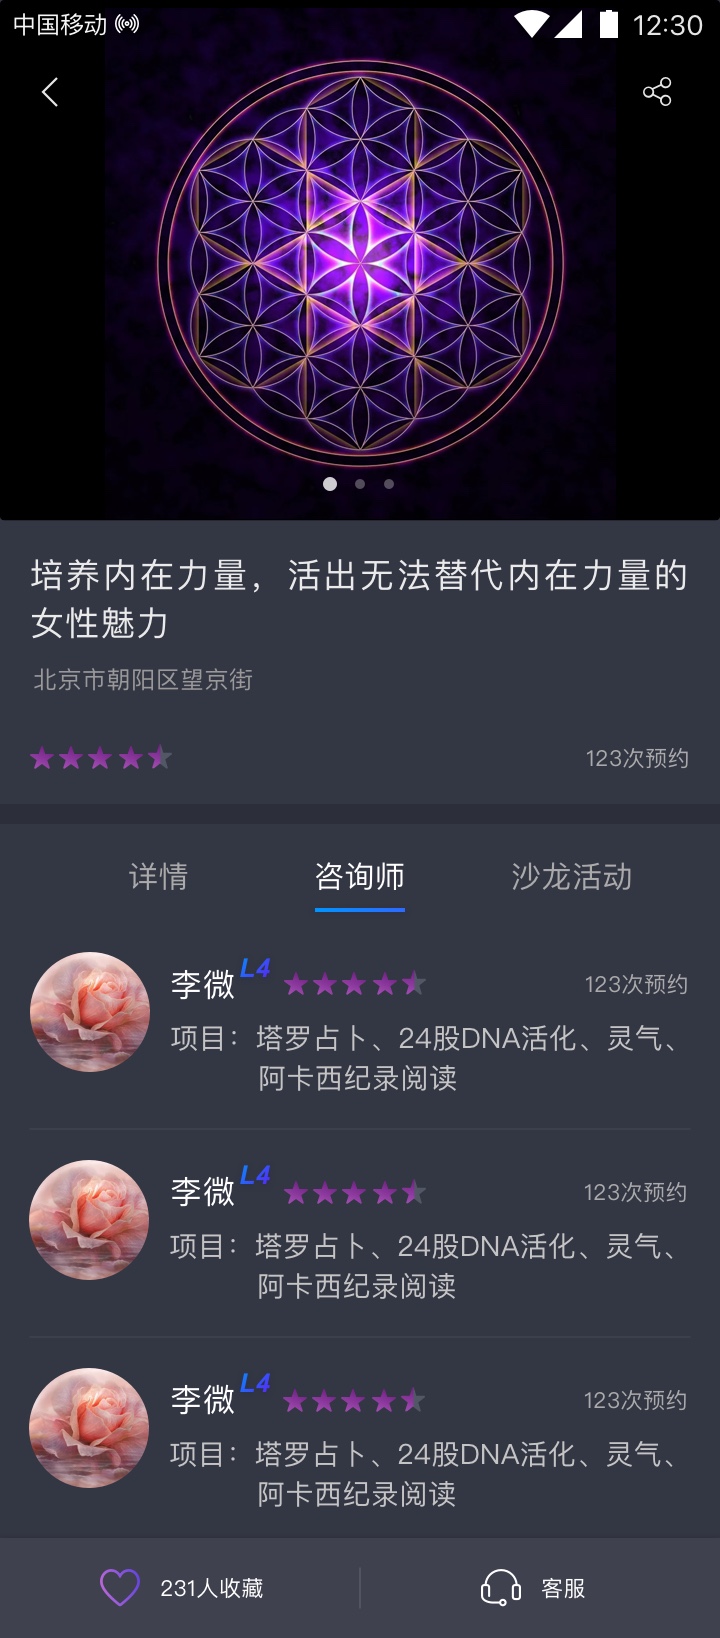 中国移动 12:30
培养内在力量，活出无法替代内在力量的
女性魅力
北京市朝阳区望京街
123次预约
详情 咨询师 沙龙活动
李微 L4 123次预约
项目：塔罗占卜、24股DNA活化、灵气、
阿卡西纪录阅读
李微 L4 123次预约
项目：塔罗占卜、24股DNA活化、灵气、
阿卡西纪录阅读
李微 L4 123次预约
项目：塔罗占卜、24股DNA活化、灵气、
阿卡西纪录阅读
231人收藏 客服